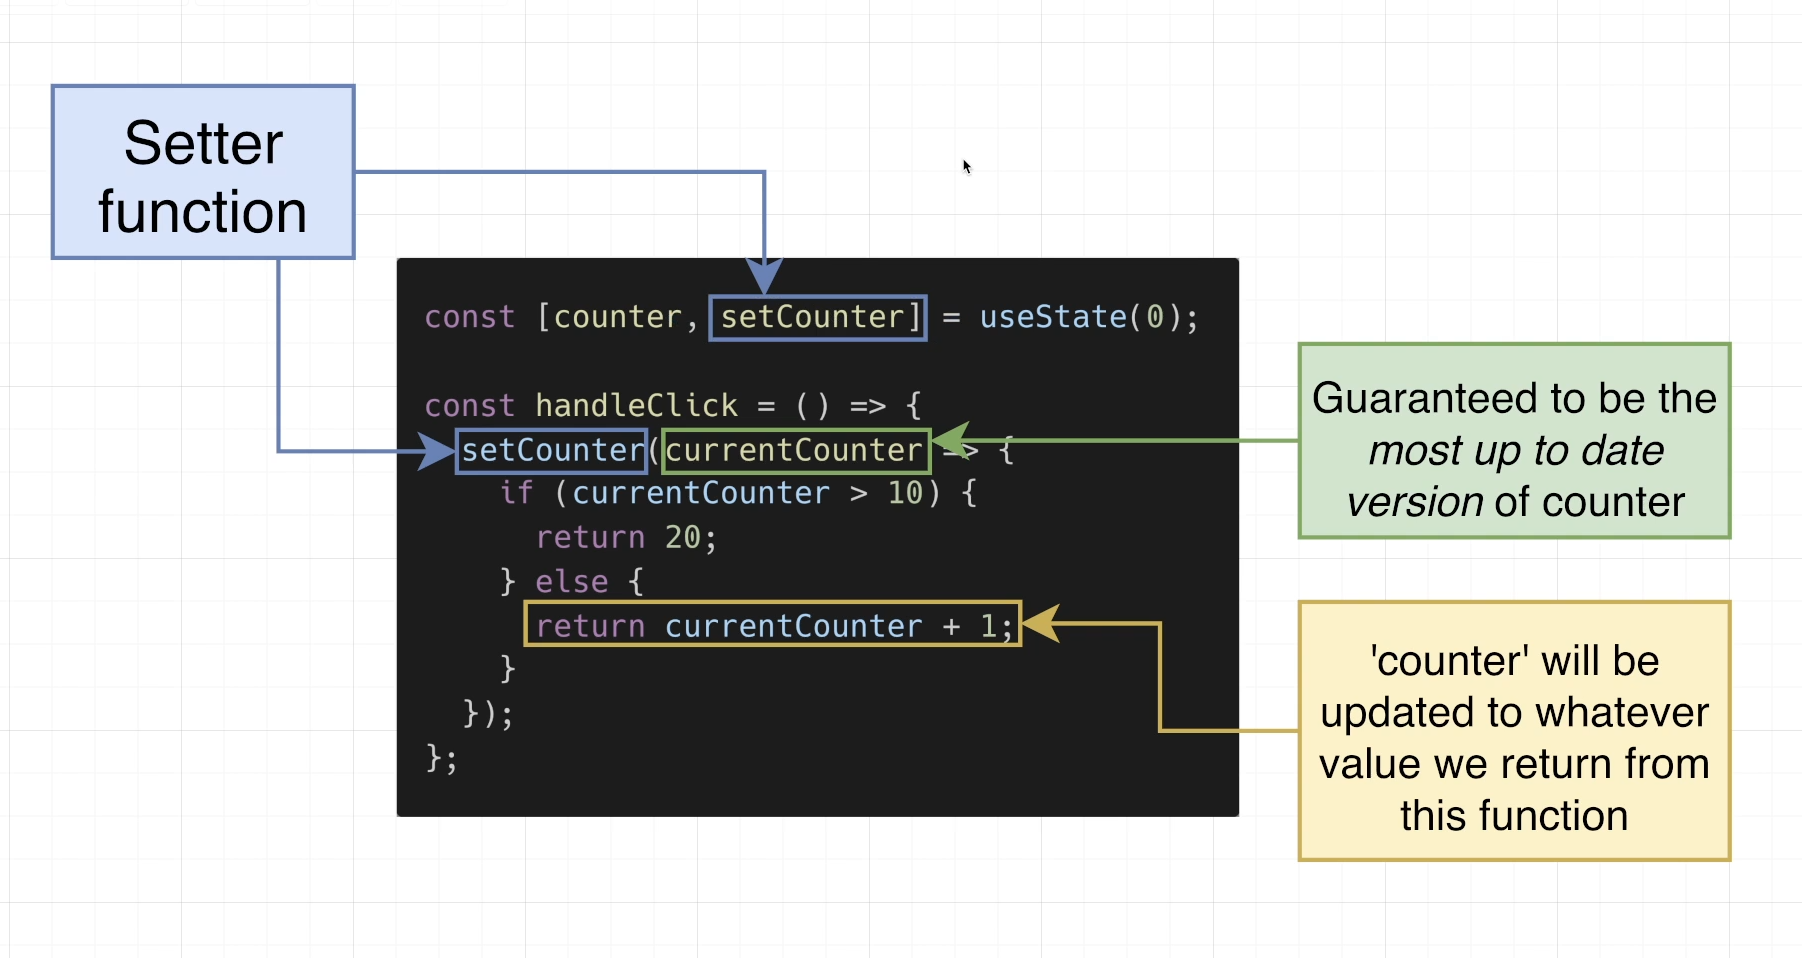 Setter
function
const [counter, setCounter] = useState(0);
const handleClick = () => {
setCounter(currentCounter => {
if (currentCounter > 10) {
return 20;
} else {
return currentCounter + 1;
}
});
};
Guaranteed to be the
most up to date
version of counter
'counter' will be
updated to whatever
value we return from
this function